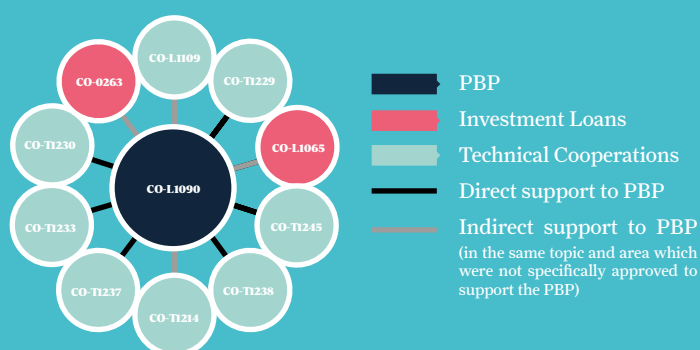 CO-L1109
CO-0263
CO-T1229
CO-T1230
CO-L1065
CO-L1090
CO-T1233
CO-T1245
CO-T1237
CO-T1238
CO-T1214
PBP
Investment Loans
Technical Cooperations
Direct support to PBP
Indirect support to PBP
(in the same topic and area which
were not specifically approved to
support the PBP)